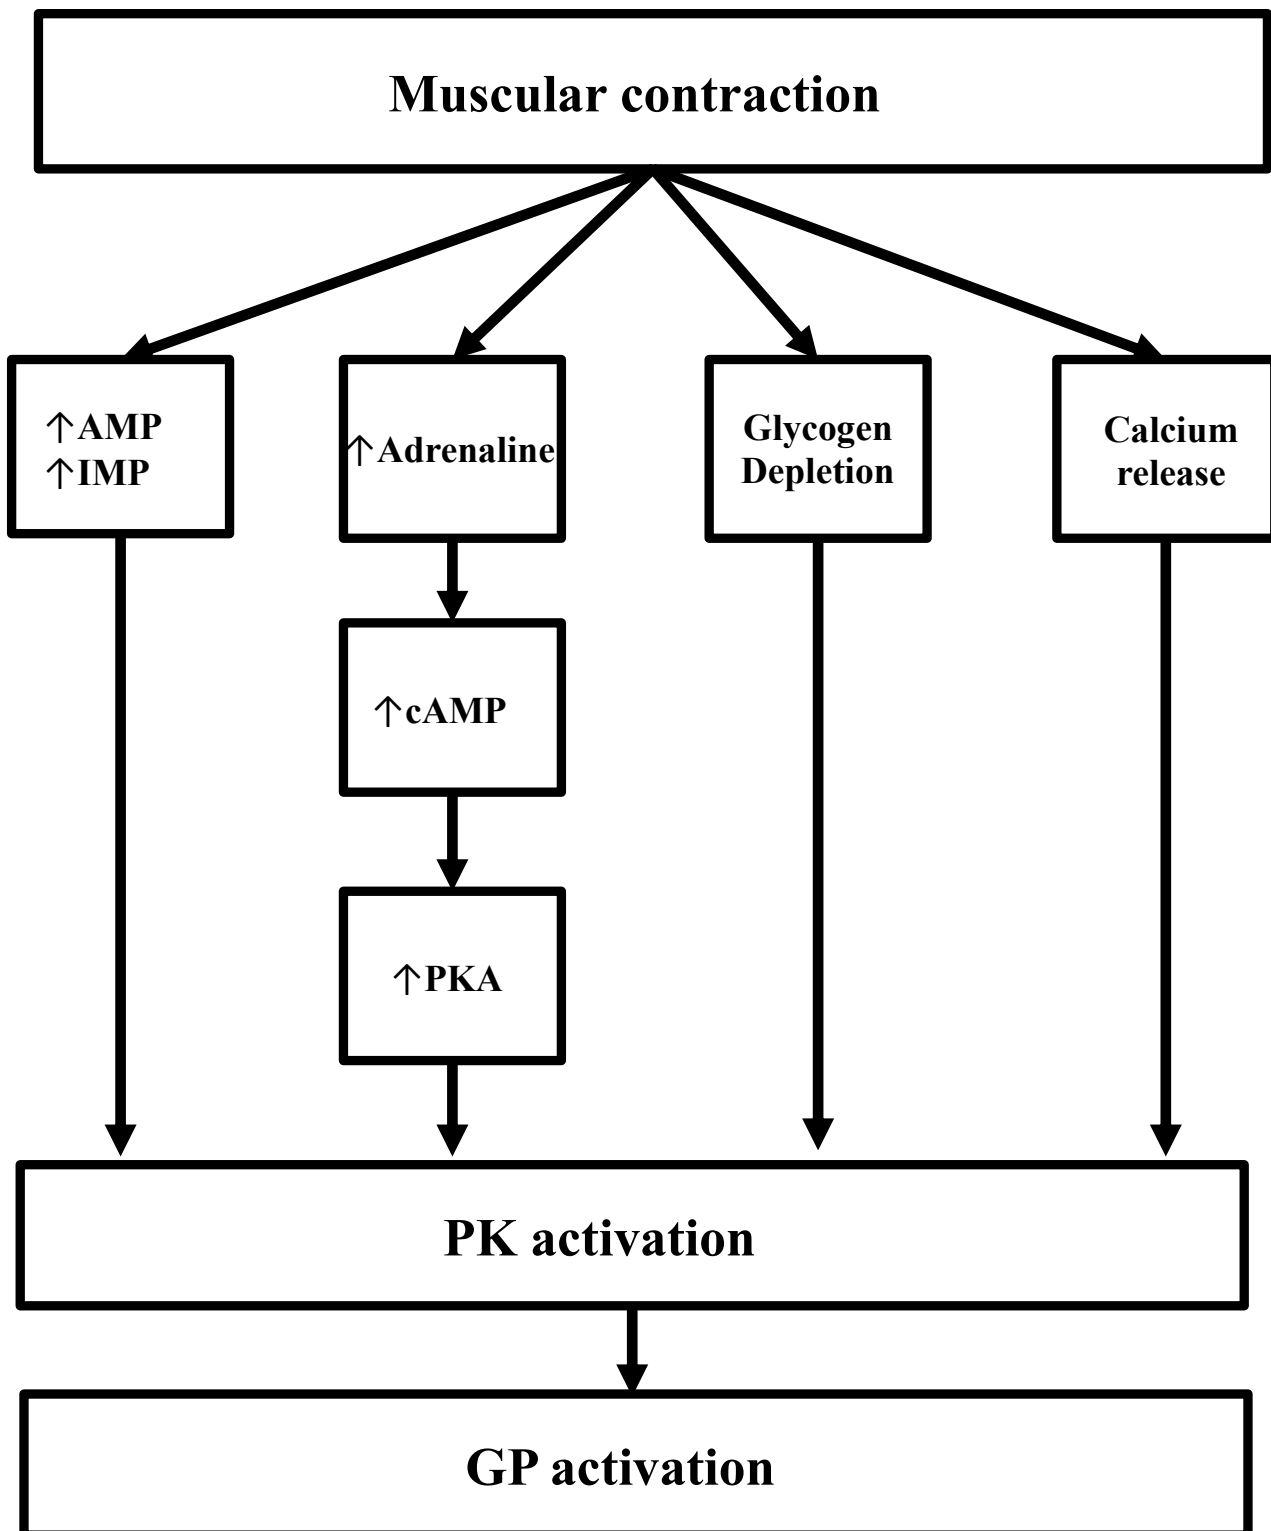 Muscular contraction
↑AMP
↑IMP
↑Adrenaline
Glycogen
Depletion
Calcium
release
↑cAMP
↑PKA
PK activation
GP activation